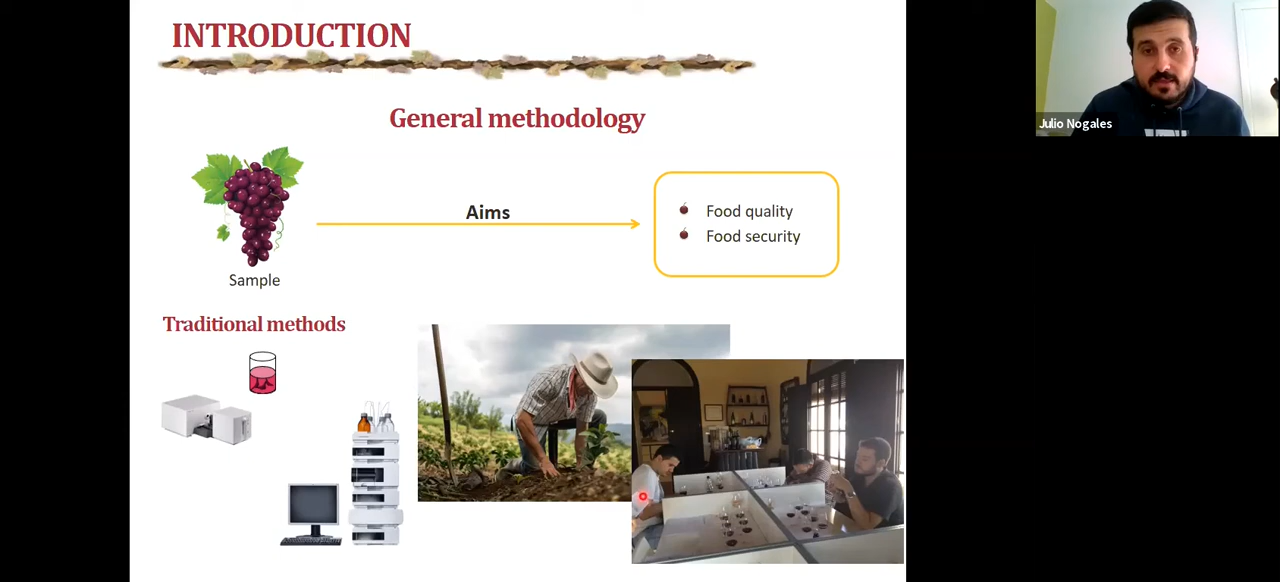 INTRODUCTION
General methodology
Aims
Food quality
Food security
Sample
Traditional methods
Julio Nogales